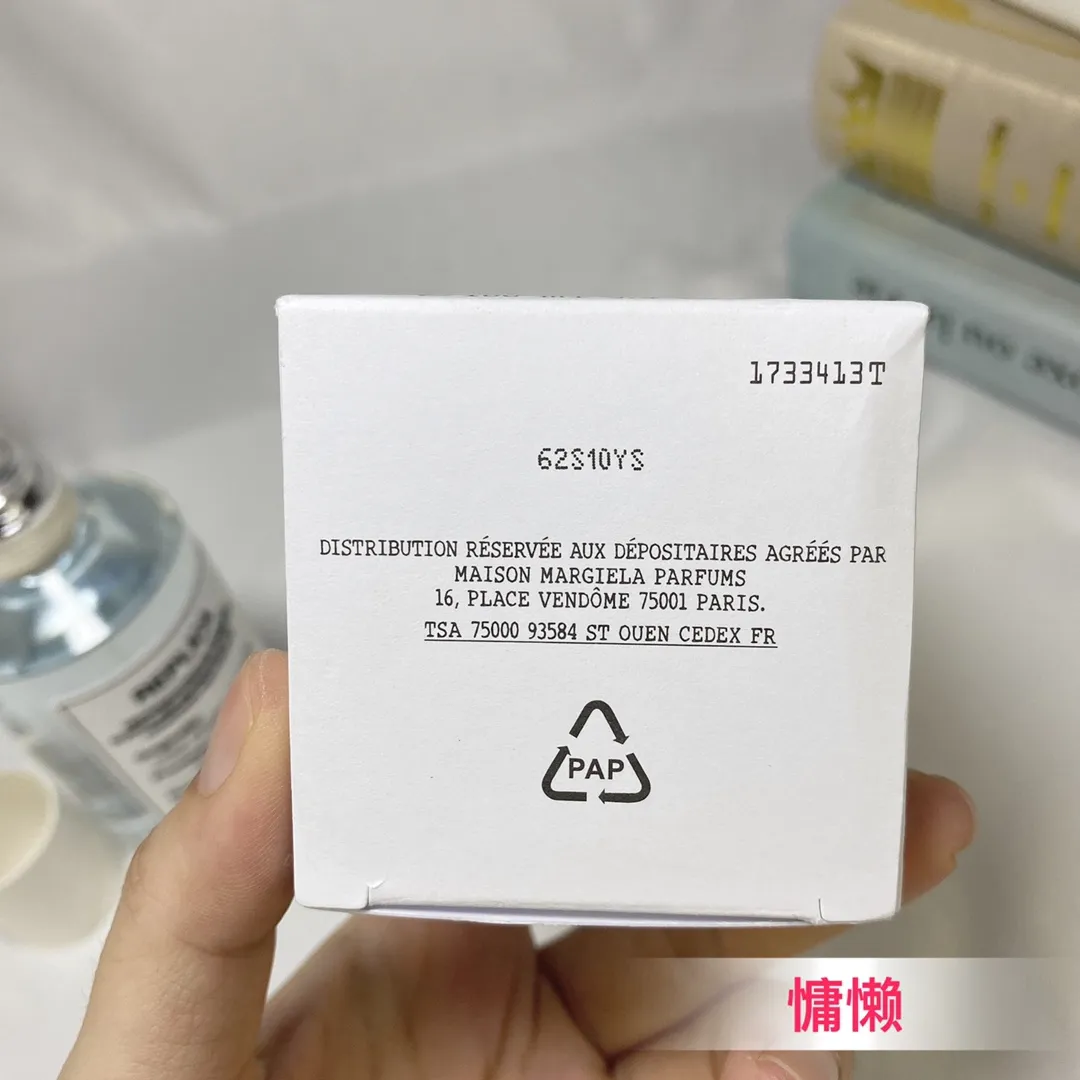 1733413T
62S10YS
DISTRIBUTION RÉSERVÉE AUX DÉPOSITAIRES AGRÉÉS PAR
MAISON MARGIELA PARFUMS
16, PLACE VENDÔME 75001 PARIS.
TSA 75000 93584 ST OUEN CEDEX FR
PAP
慵懒